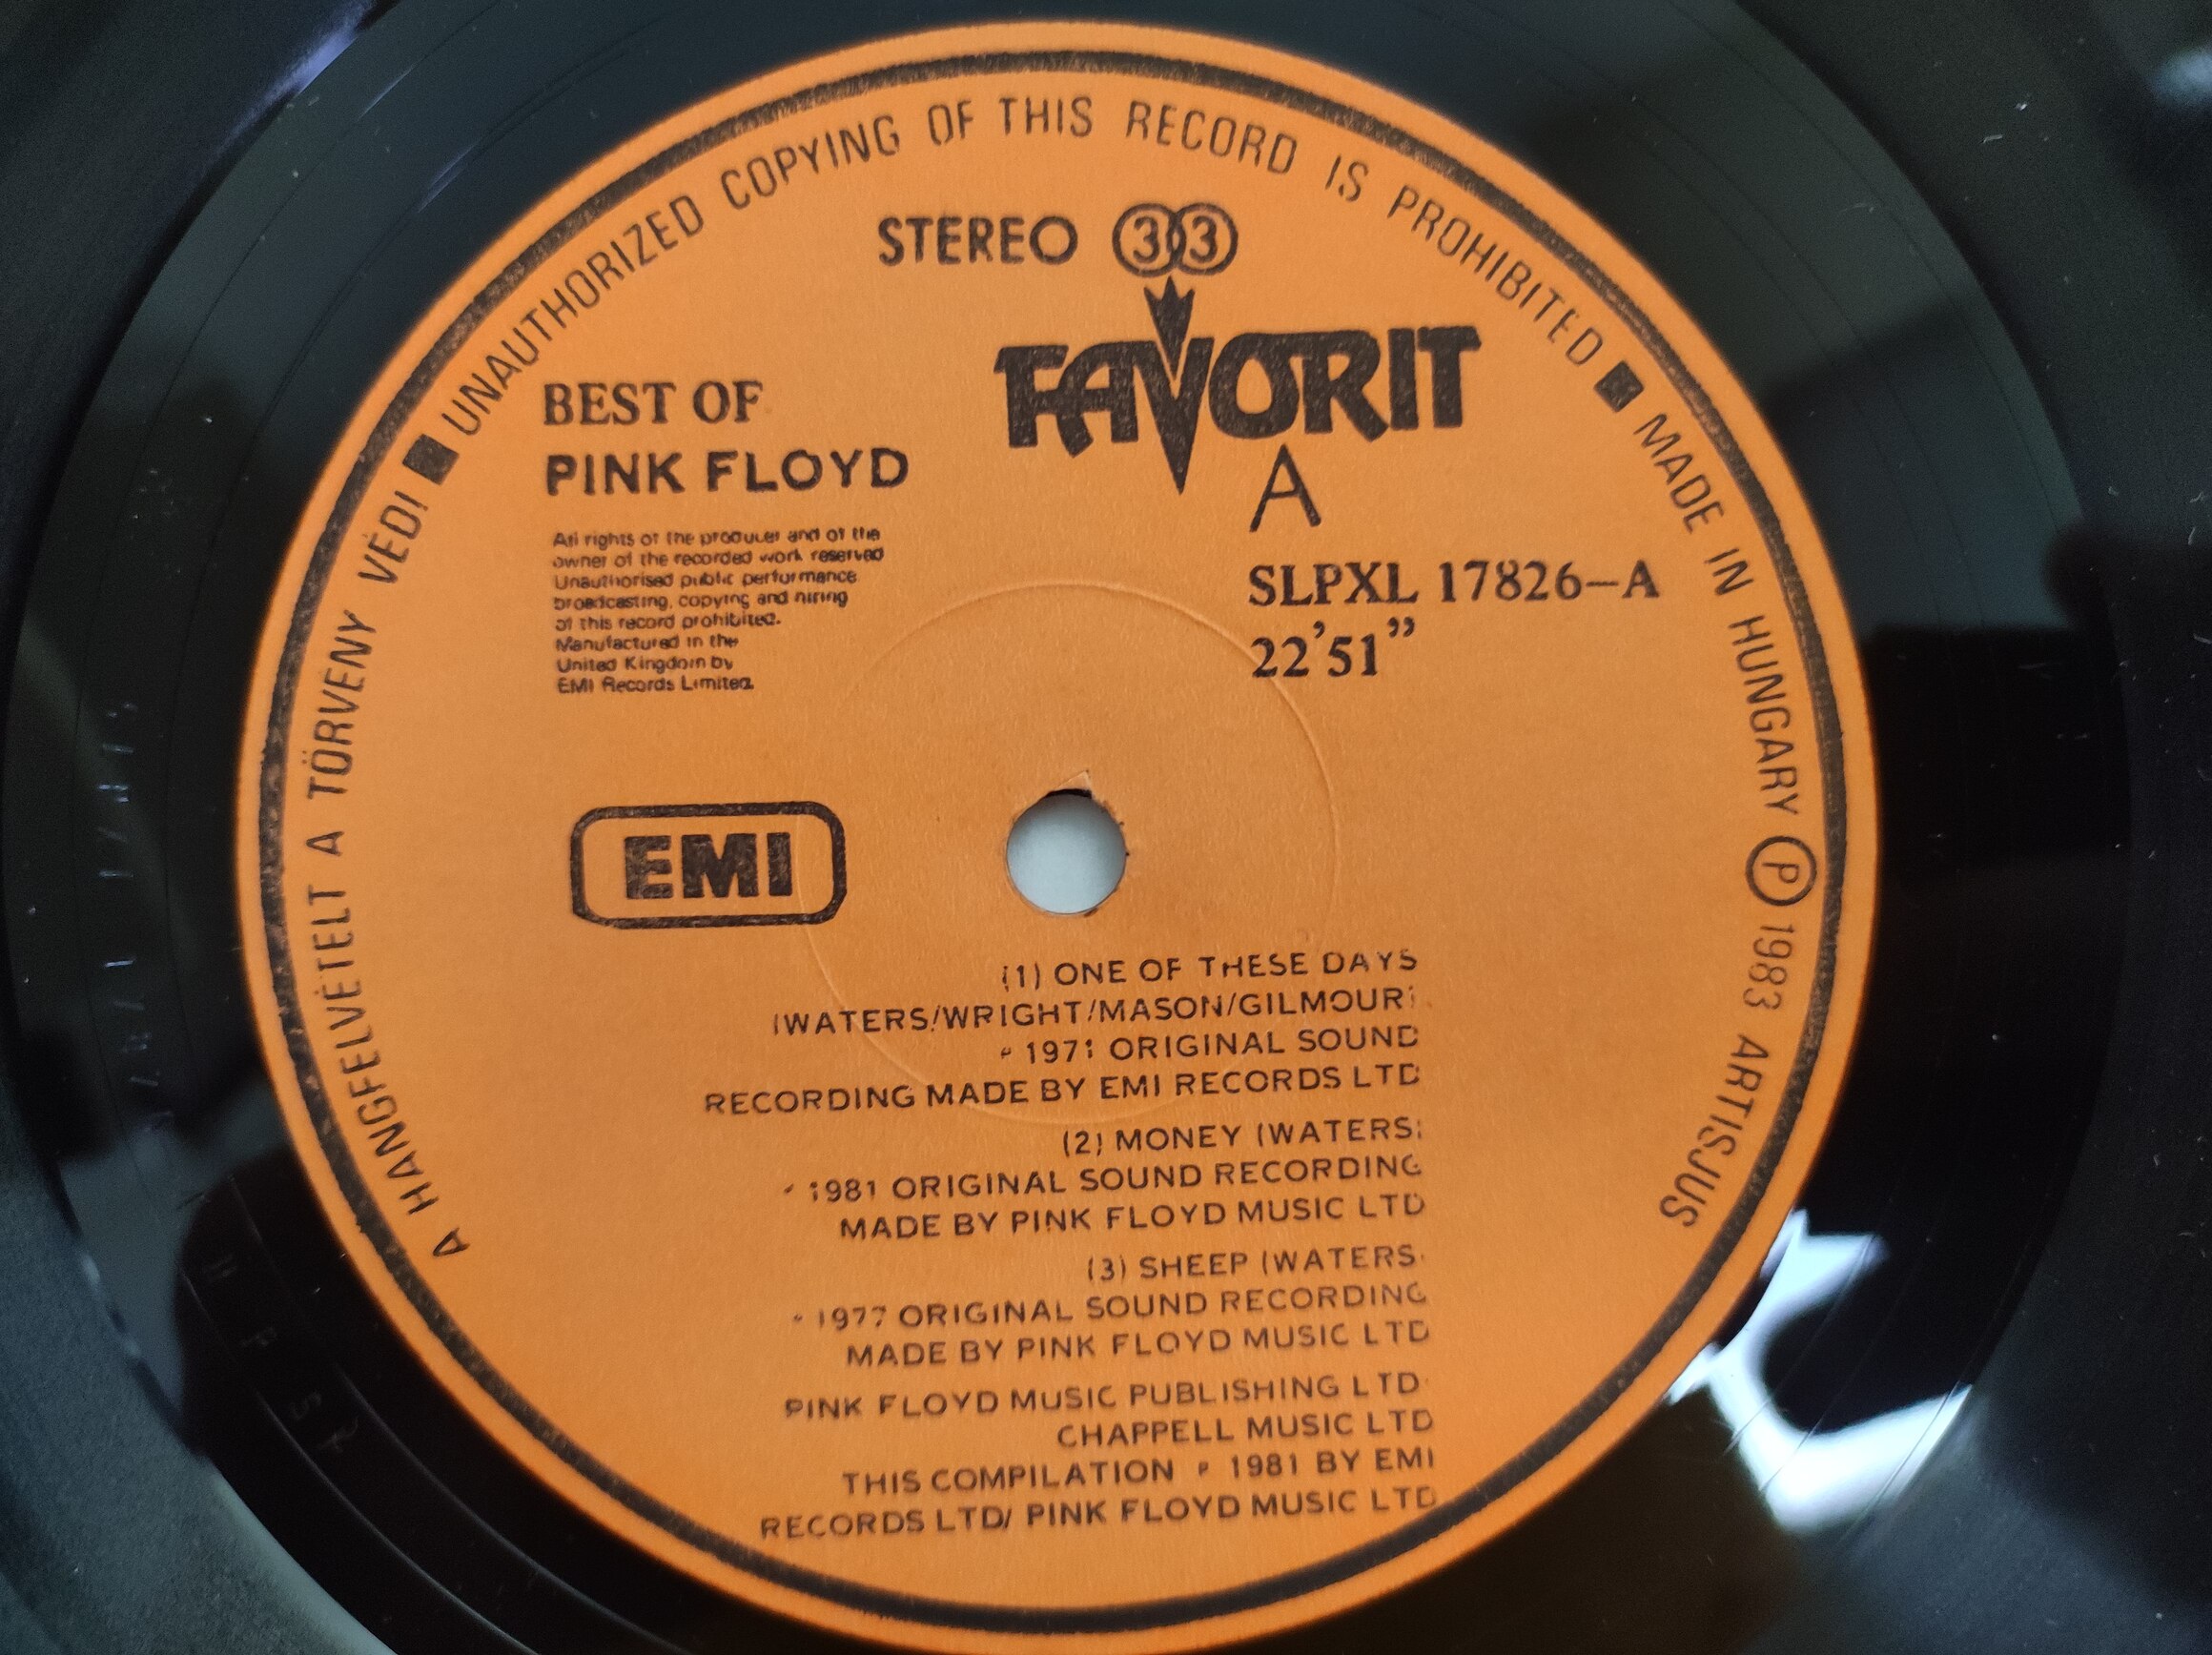 A HANGFELVÉTELT A TÖRVÉNY VÉDI ■ UNAUTHORIZED COPYING OF THIS RECORD IS PROHIBITED ■ MADE IN HUNGARY Ⓟ 1983 ARTISJUS
STEREO 33
FAVORIT
BEST OF
PINK FLOYD
A
SLPXL 17826–A
22'51"
All rights of the producer and of the
owner of the recorded work reserved
Unauthorised public performance
broadcasting, copying and hiring
of this record prohibited.
Manufactured in the
United Kingdom by
EMI Records Limited.
EMI
(1) ONE OF THESE DAYS
(WATERS/WRIGHT/MASON/GILMOUR)
℗ 1971 ORIGINAL SOUND
RECORDING MADE BY EMI RECORDS LTD
(2) MONEY (WATERS)
℗ 1981 ORIGINAL SOUND RECORDING
MADE BY PINK FLOYD MUSIC LTD
(3) SHEEP (WATERS)
℗ 1977 ORIGINAL SOUND RECORDING
MADE BY PINK FLOYD MUSIC LTD
PINK FLOYD MUSIC PUBLISHING LTD
CHAPPELL MUSIC LTD
THIS COMPILATION ℗ 1981 BY EMI
RECORDS LTD/ PINK FLOYD MUSIC LTD